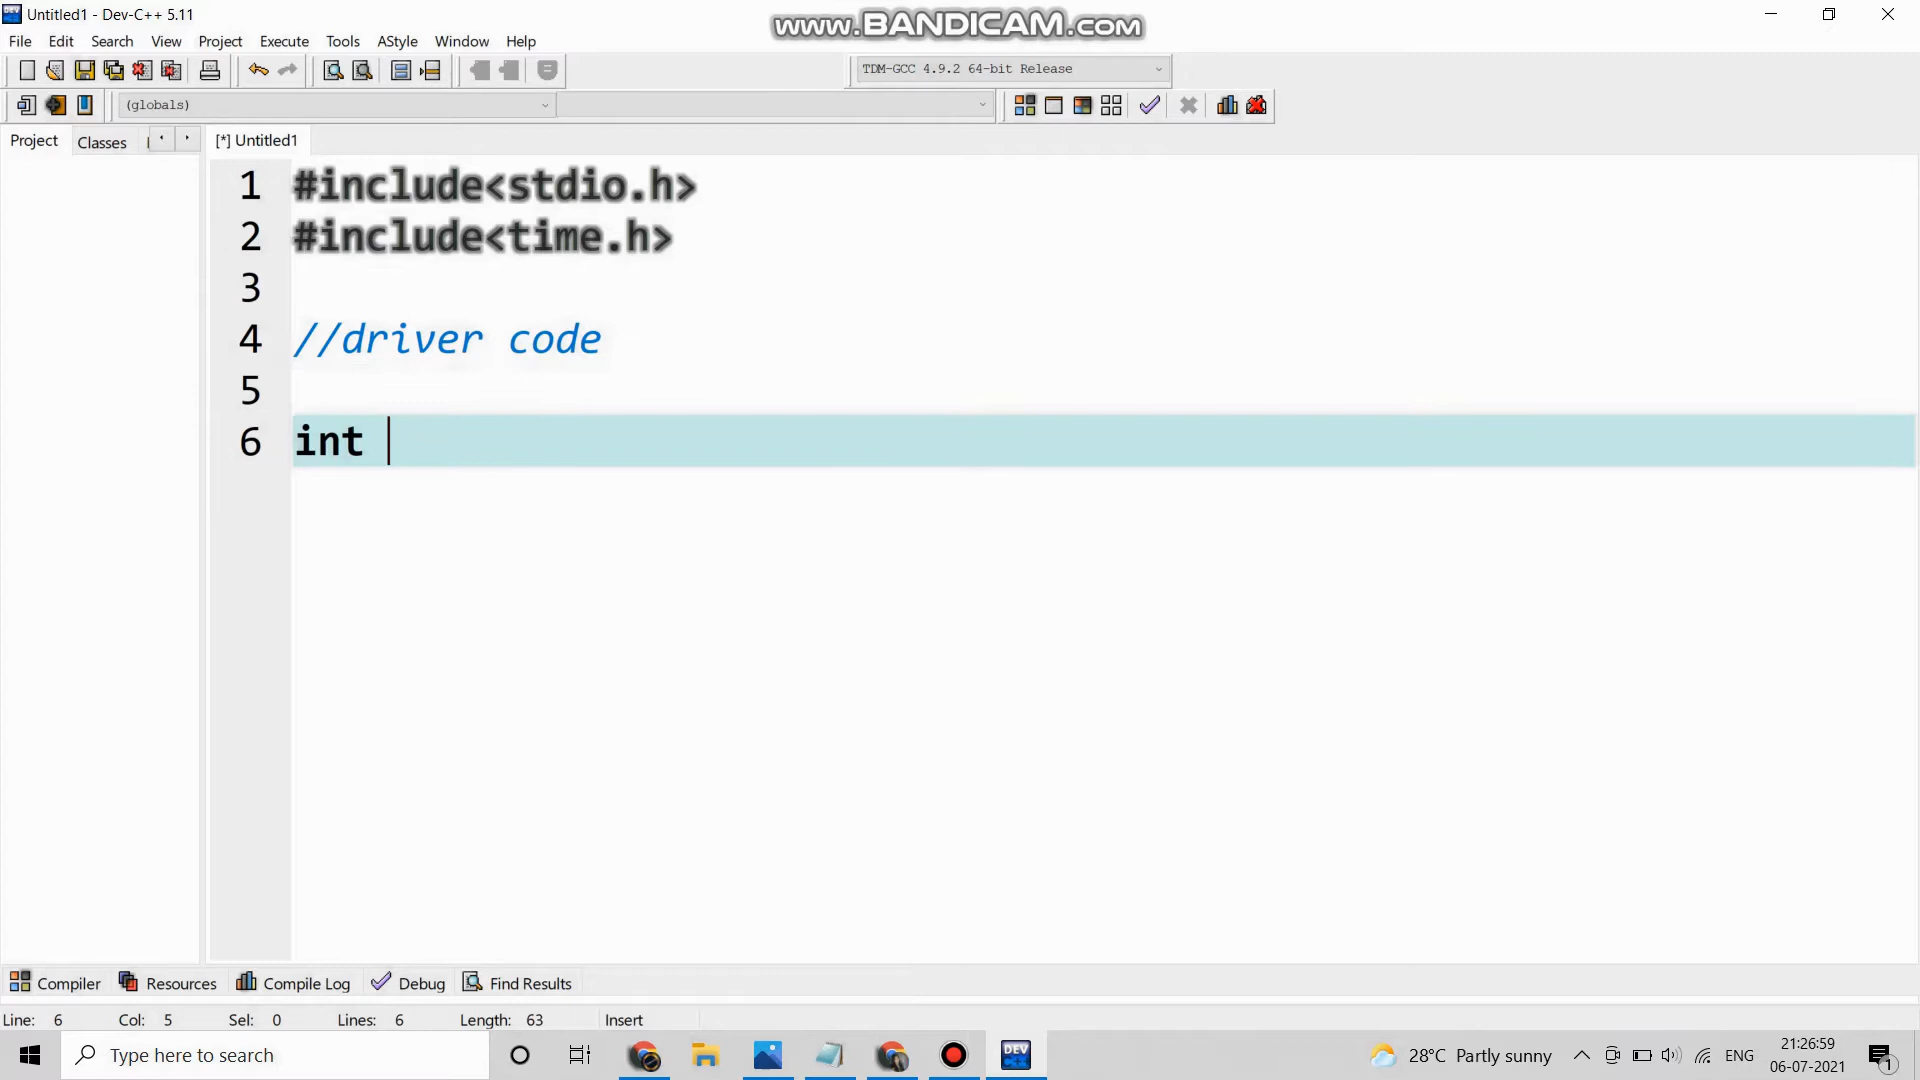 Untitled1 - Dev-C++ 5.11
www.BANDICAM.com
File Edit Search View Project Execute Tools AStyle Window Help
TDM-GCC 4.9.2 64-bit Release
(globals)
Project Classes
[*] Untitled1
1 #include<stdio.h>
2 #include<time.h>
3
4 //driver code
5
6 int
Compiler Resources Compile Log Debug Find Results
Line: 6 Col: 5 Sel: 0 Lines: 6 Length: 63 Insert
Type here to search
DEV
28°C Partly sunny
ENG
21:26:59
06-07-2021
1